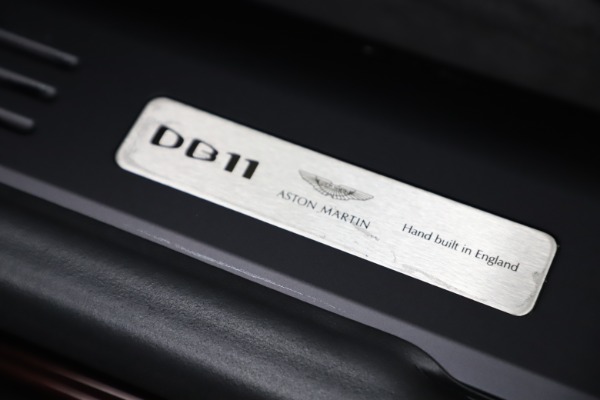 DB11
ASTON MARTIN
Hand built in England